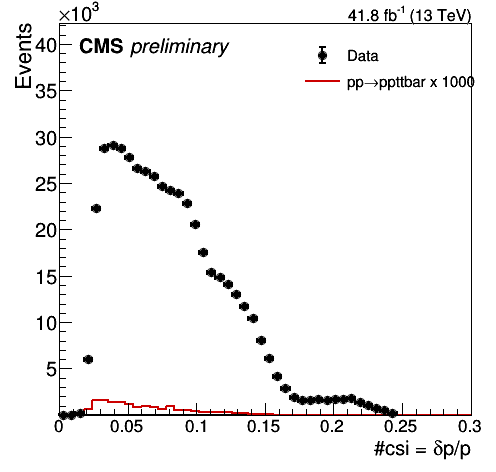 ×10³
41.8 fb⁻¹ (13 TeV)
Events
CMS preliminary
Data
pp→ppttbar x 1000
40
35
30
25
20
15
10
5
0 0.05 0.1 0.15 0.2 0.25 0.3
#csi = δp/p